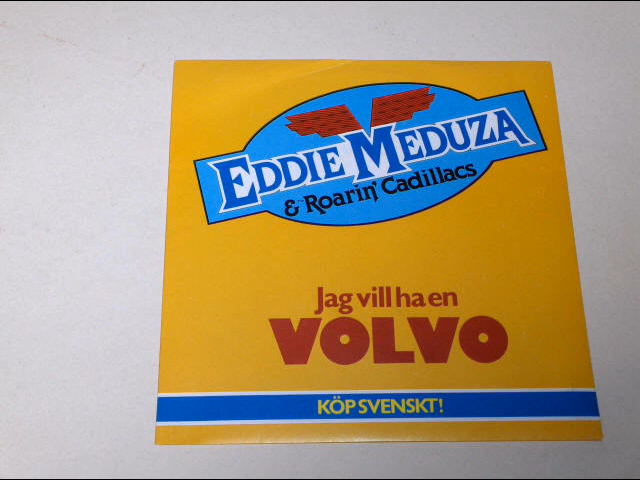 EDDIE MEDUZA
& Roarin' Cadillacs
Jag vill ha en
VOLVO
KÖP SVENSKT!